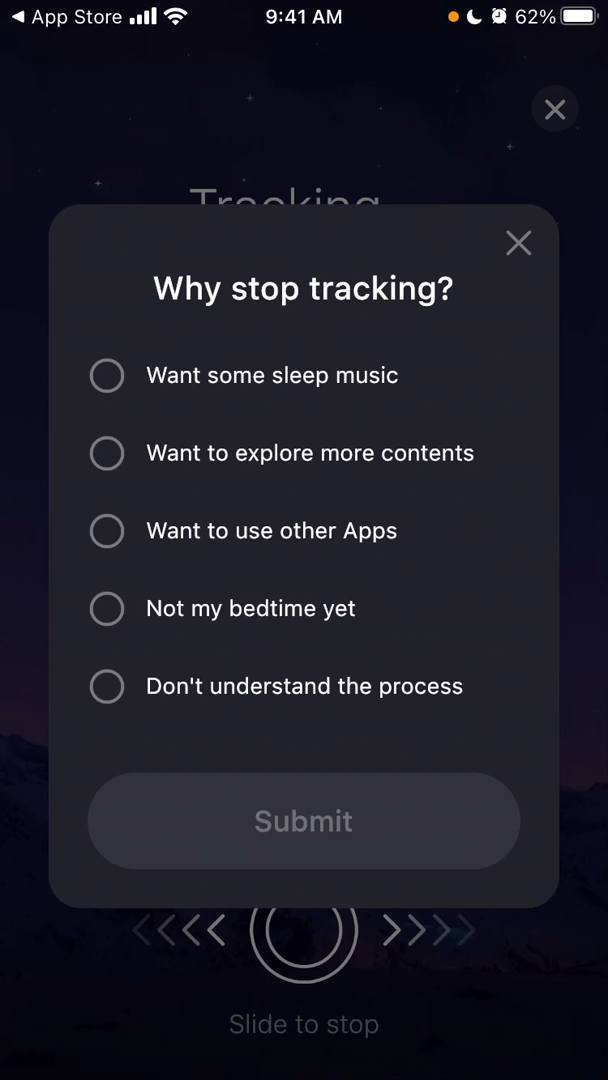 App Store 9:41 AM 62%
Tracking
Why stop tracking?
Want some sleep music
Want to explore more contents
Want to use other Apps
Not my bedtime yet
Don't understand the process
Submit
Slide to stop